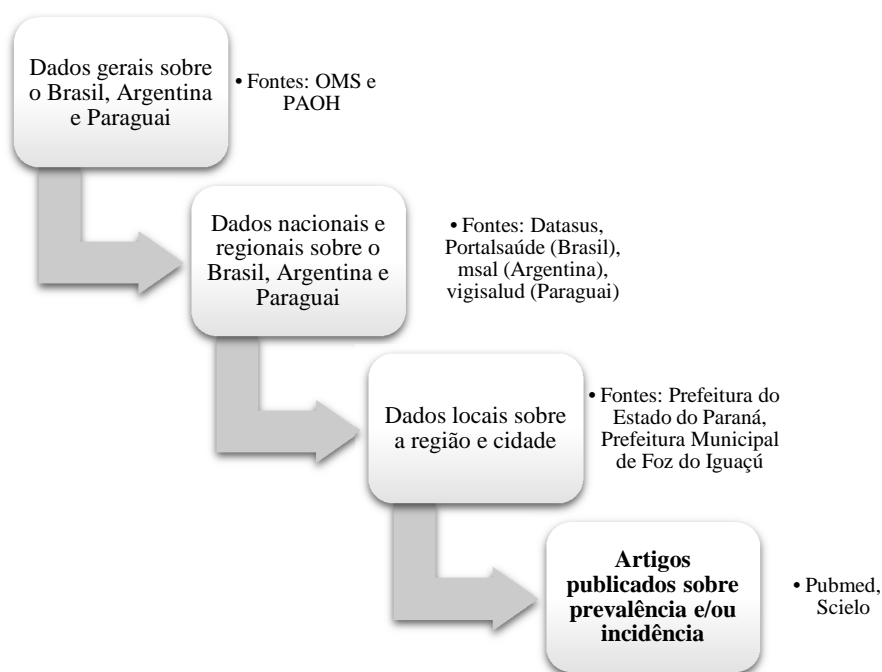 Dados gerais sobre
o Brasil, Argentina
e Paraguai
• Fontes: OMS e
PAOH
Dados nacionais e
regionais sobre o
Brasil, Argentina e
Paraguai
• Fontes: Datasus,
Portalsaúde (Brasil),
msal (Argentina),
vigisalud (Paraguai)
Dados locais sobre
a região e cidade
• Fontes: Prefeitura do
Estado do Paraná,
Prefeitura Municipal
de Foz do Iguaçú
Artigos
publicados sobre
prevalência e/ou
incidência
• Pubmed,
Scielo